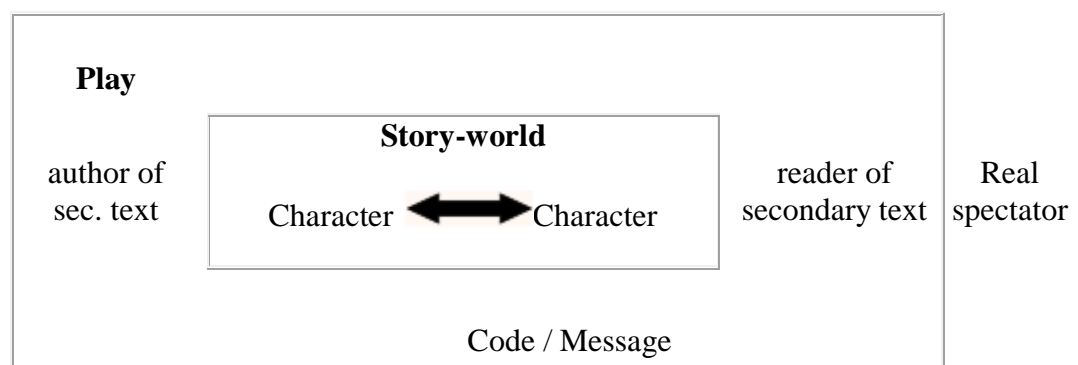 Play
Story-world
author of
sec. text
Character Character
reader of
secondary text
Real
spectator
Code / Message